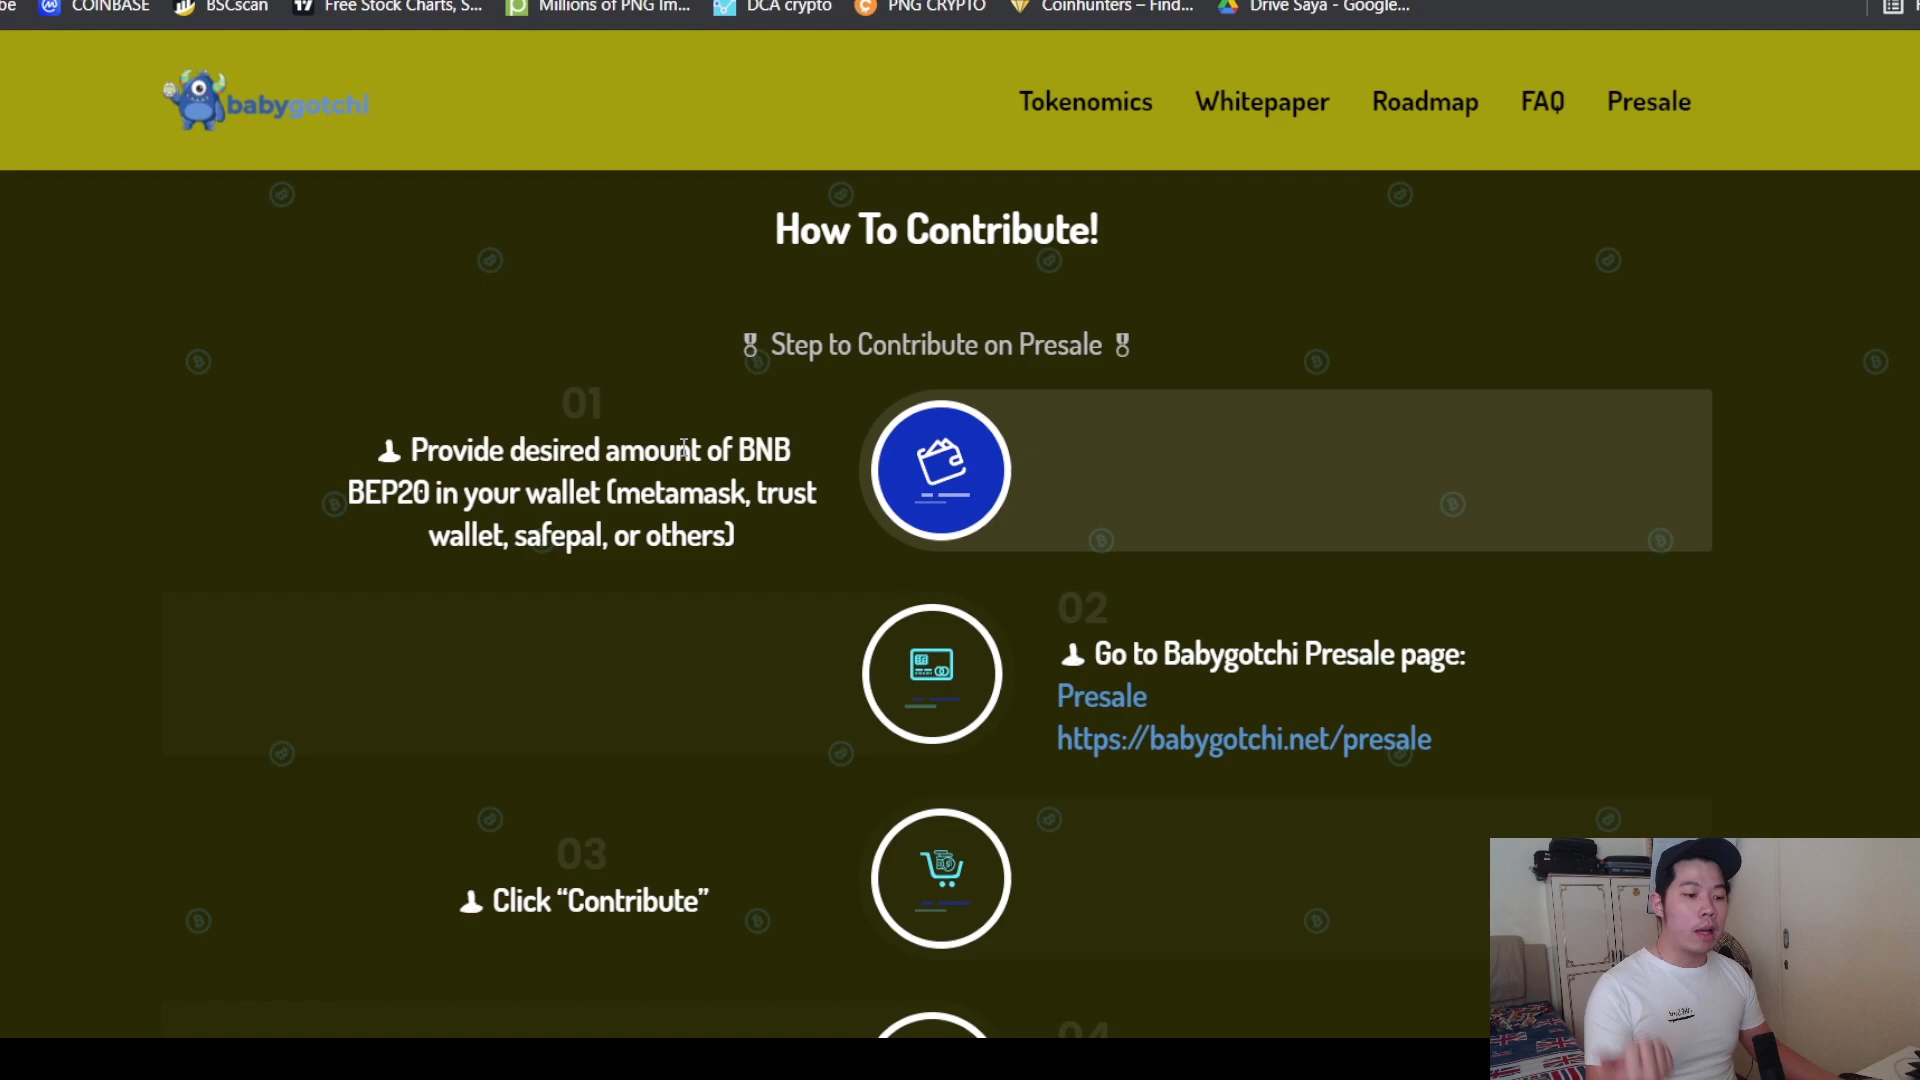 COINBASE BSCscan Free Stock Charts, S... Millions of PNG Im... DCA crypto PNG CRYPTO Coinhunters – Find... Drive Saya - Google...
babygotchi
Tokenomics Whitepaper Roadmap FAQ Presale
How To Contribute!
Step to Contribute on Presale
01
Provide desired amount of BNB
BEP20 in your wallet (metamask, trust
wallet, safepal, or others)
02
Go to Babygotchi Presale page:
Presale
https://babygotchi.net/presale
03
Click “Contribute”
04